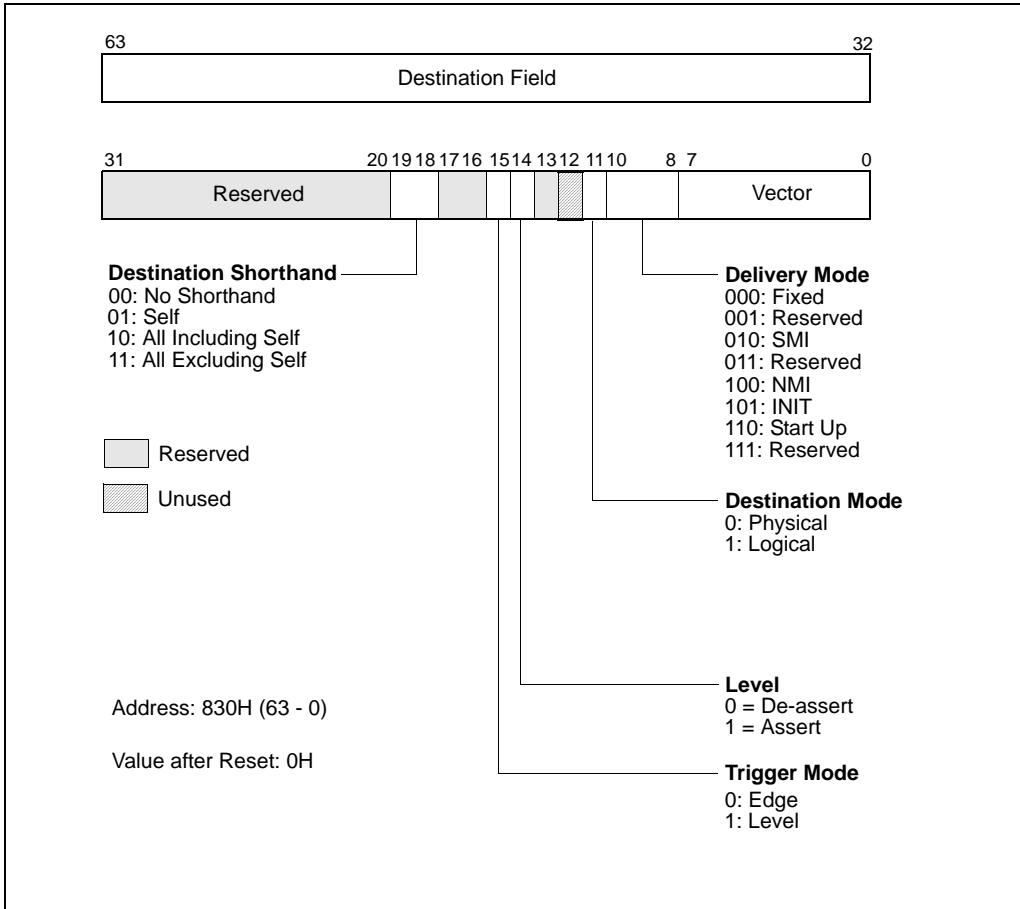 63 32
Destination Field
31 20 19 18 17 16 15 14 13 12 11 10 8 7 0
Reserved Vector
Destination Shorthand
00: No Shorthand
01: Self
10: All Including Self
11: All Excluding Self
Delivery Mode
000: Fixed
001: Reserved
010: SMI
011: Reserved
100: NMI
101: INIT
110: Start Up
111: Reserved
Reserved
Unused
Destination Mode
0: Physical
1: Logical
Level
0 = De-assert
1 = Assert
Address: 830H (63 - 0)
Value after Reset: 0H
Trigger Mode
0: Edge
1: Level